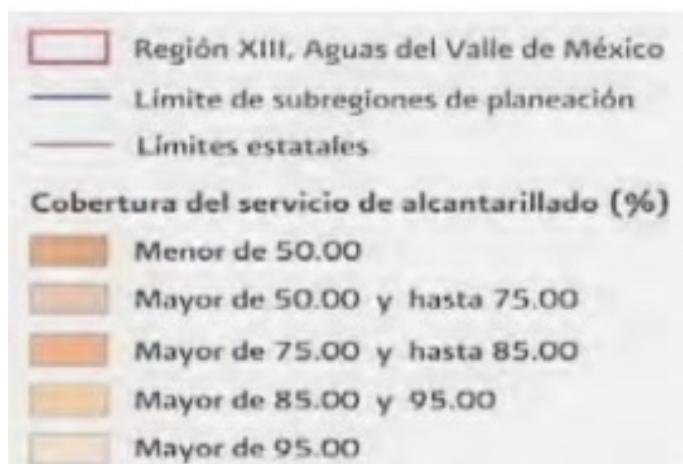 Región XIII, Aguas del Valle de México
Límite de subregiones de planeación
Límites estatales
Cobertura del servicio de alcantarillado (%)
Menor de 50.00
Mayor de 50.00 y hasta 75.00
Mayor de 75.00 y hasta 85.00
Mayor de 85.00 y 95.00
Mayor de 95.00